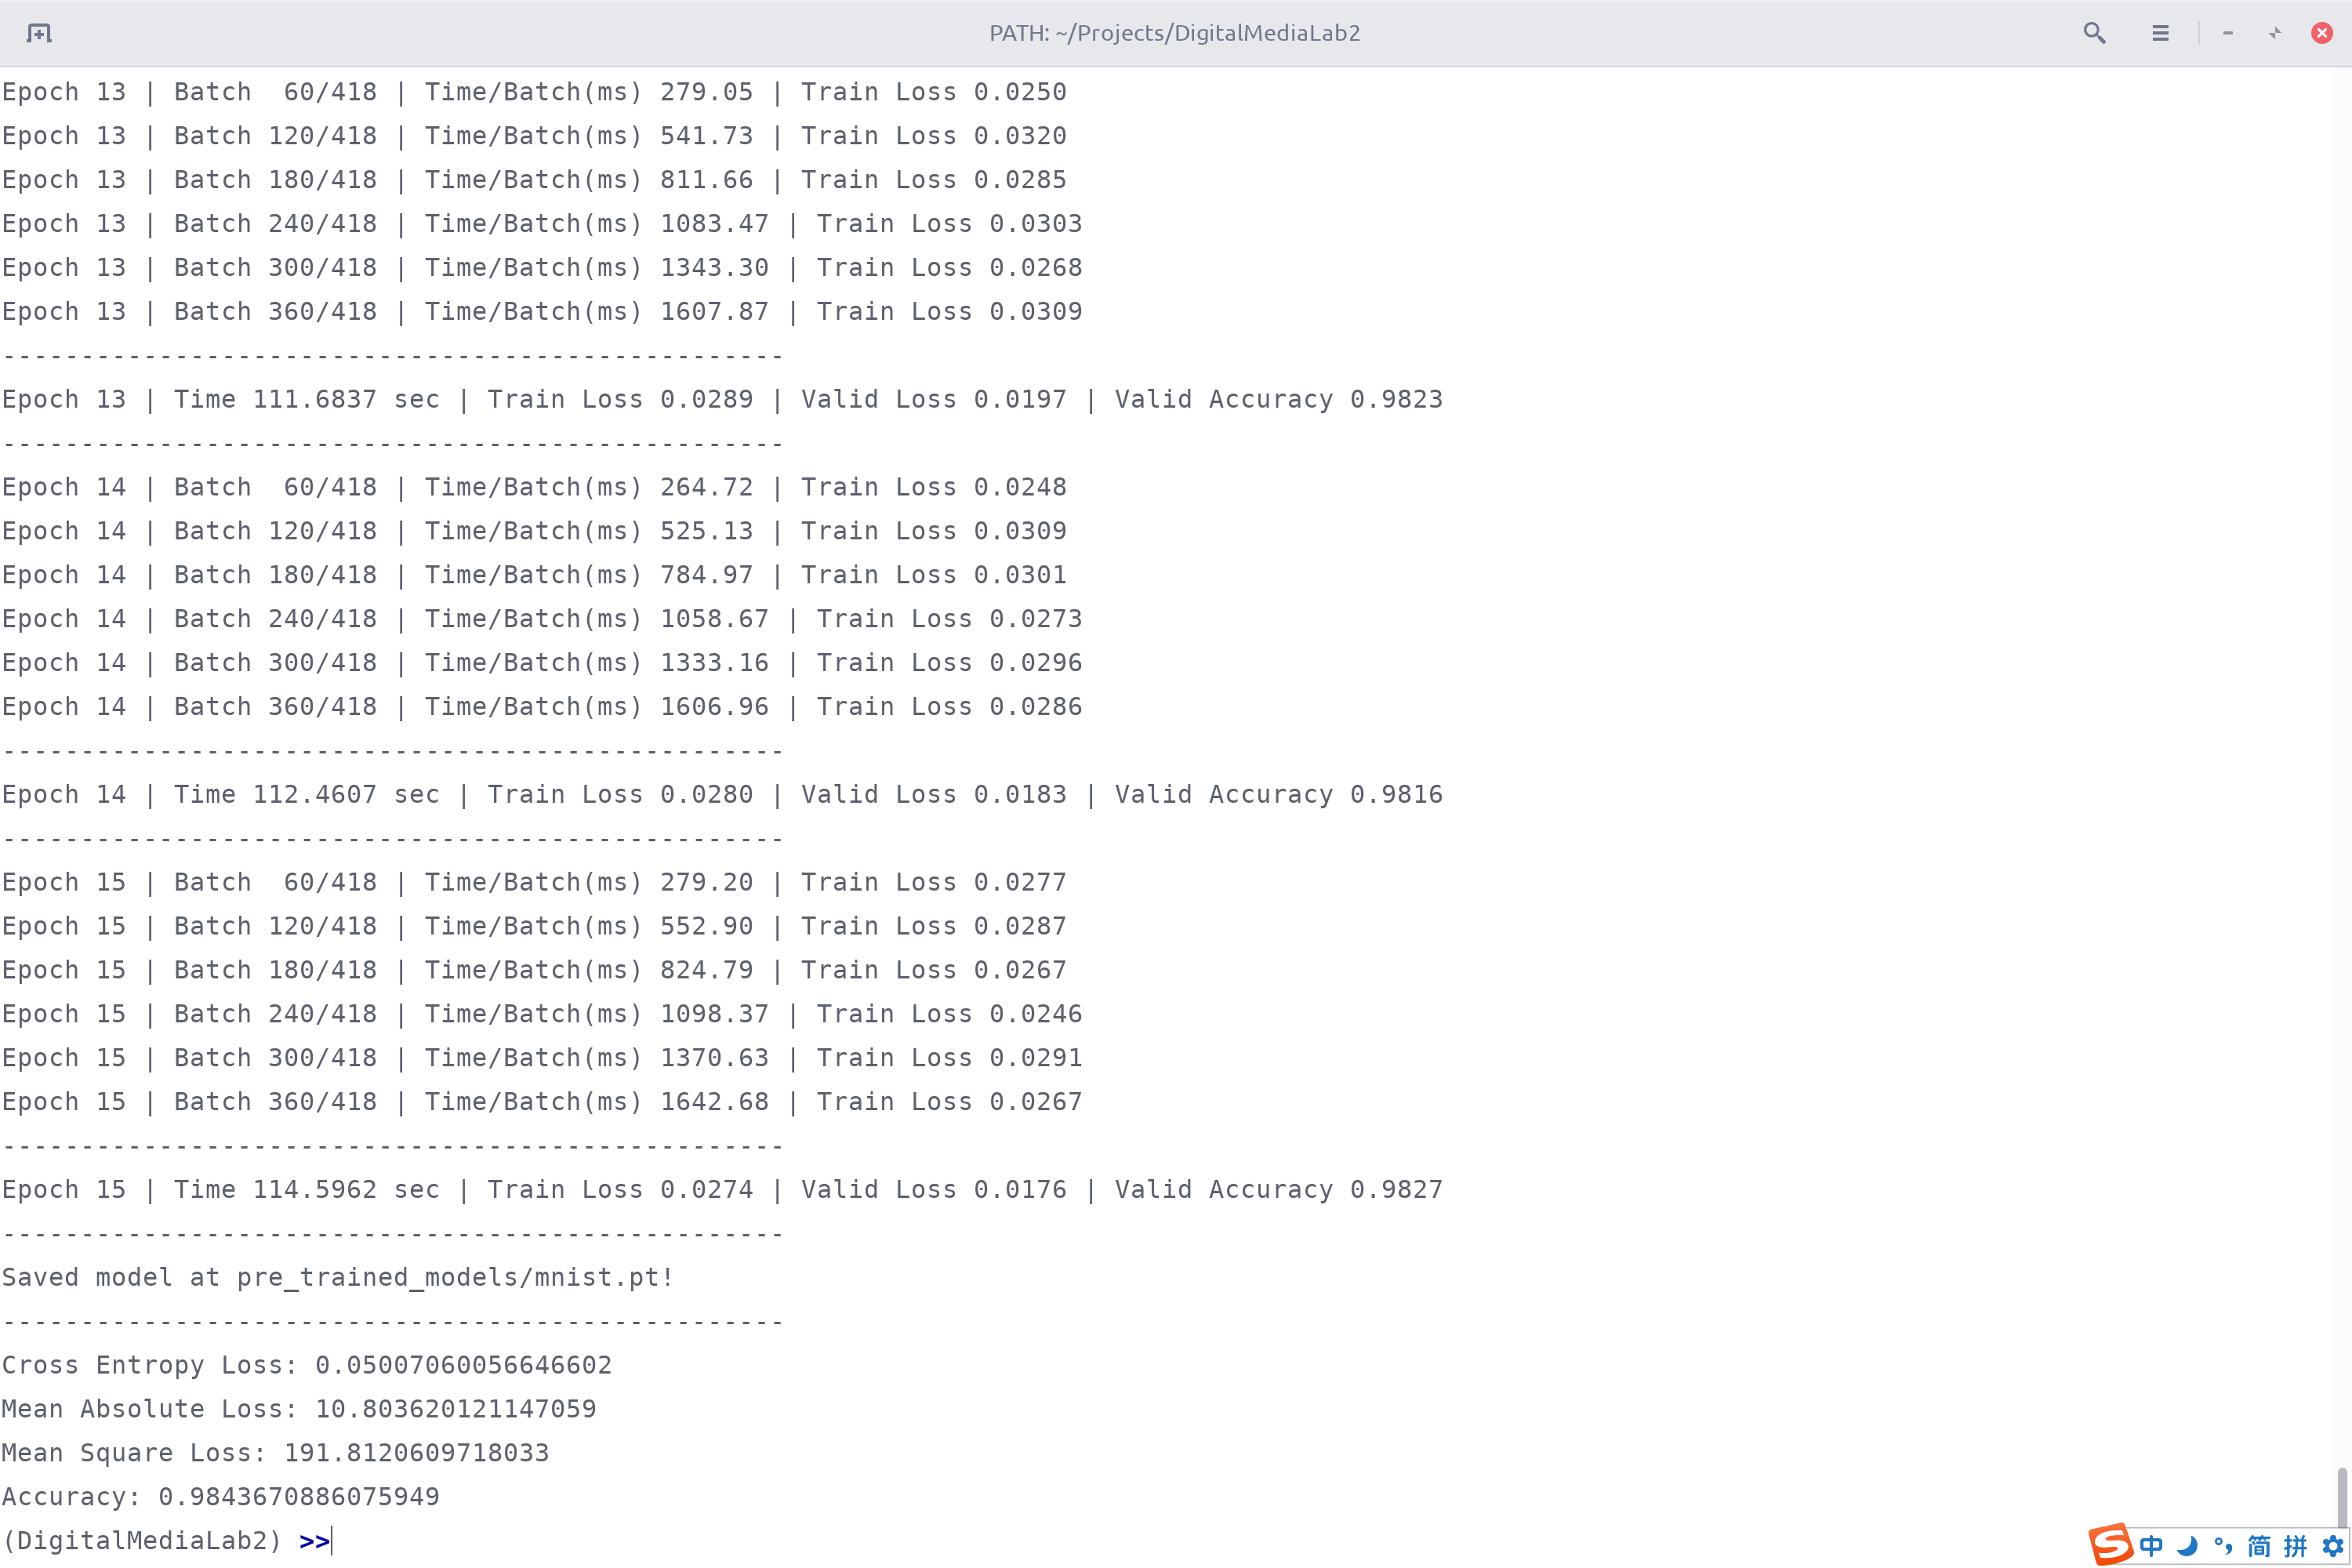 PATH: ~/Projects/DigitalMediaLab2
Epoch 13 | Batch  60/418 | Time/Batch(ms) 279.05 | Train Loss 0.0250
Epoch 13 | Batch 120/418 | Time/Batch(ms) 541.73 | Train Loss 0.0320
Epoch 13 | Batch 180/418 | Time/Batch(ms) 811.66 | Train Loss 0.0285
Epoch 13 | Batch 240/418 | Time/Batch(ms) 1083.47 | Train Loss 0.0303
Epoch 13 | Batch 300/418 | Time/Batch(ms) 1343.30 | Train Loss 0.0268
Epoch 13 | Batch 360/418 | Time/Batch(ms) 1607.87 | Train Loss 0.0309
--------------------------------------------------
Epoch 13 | Time 111.6837 sec | Train Loss 0.0289 | Valid Loss 0.0197 | Valid Accuracy 0.9823
--------------------------------------------------
Epoch 14 | Batch  60/418 | Time/Batch(ms) 264.72 | Train Loss 0.0248
Epoch 14 | Batch 120/418 | Time/Batch(ms) 525.13 | Train Loss 0.0309
Epoch 14 | Batch 180/418 | Time/Batch(ms) 784.97 | Train Loss 0.0301
Epoch 14 | Batch 240/418 | Time/Batch(ms) 1058.67 | Train Loss 0.0273
Epoch 14 | Batch 300/418 | Time/Batch(ms) 1333.16 | Train Loss 0.0296
Epoch 14 | Batch 360/418 | Time/Batch(ms) 1606.96 | Train Loss 0.0286
--------------------------------------------------
Epoch 14 | Time 112.4607 sec | Train Loss 0.0280 | Valid Loss 0.0183 | Valid Accuracy 0.9816
--------------------------------------------------
Epoch 15 | Batch  60/418 | Time/Batch(ms) 279.20 | Train Loss 0.0277
Epoch 15 | Batch 120/418 | Time/Batch(ms) 552.90 | Train Loss 0.0287
Epoch 15 | Batch 180/418 | Time/Batch(ms) 824.79 | Train Loss 0.0267
Epoch 15 | Batch 240/418 | Time/Batch(ms) 1098.37 | Train Loss 0.0246
Epoch 15 | Batch 300/418 | Time/Batch(ms) 1370.63 | Train Loss 0.0291
Epoch 15 | Batch 360/418 | Time/Batch(ms) 1642.68 | Train Loss 0.0267
--------------------------------------------------
Epoch 15 | Time 114.5962 sec | Train Loss 0.0274 | Valid Loss 0.0176 | Valid Accuracy 0.9827
--------------------------------------------------
Saved model at pre_trained_models/mnist.pt!
--------------------------------------------------
Cross Entropy Loss: 0.05007060056646602
Mean Absolute Loss: 10.803620121147059
Mean Square Loss: 191.8120609718033
Accuracy: 0.9843670886075949
(DigitalMediaLab2) >>
S 中 °, 简 拼